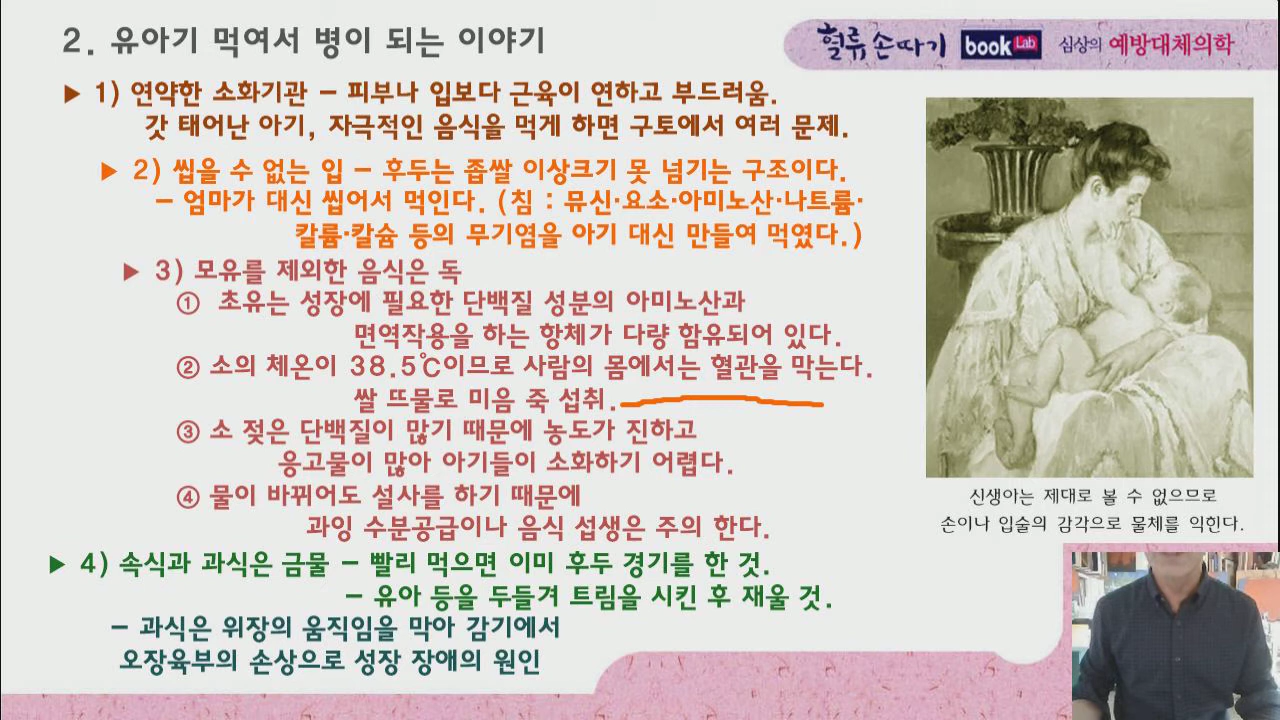 2. 유아기 먹여서 병이 되는 이야기
혈류 손따기 book Lab 심상의 예방대체의학
▶ 1) 연약한 소화기관 - 피부나 입보다 근육이 연하고 부드러움.
갓 태어난 아기, 자극적인 음식을 먹게 하면 구토에서 여러 문제.
▶ 2) 씹을 수 없는 입 - 후두는 좁쌀 이상크기 못 넘기는 구조이다.
- 엄마가 대신 씹어서 먹인다. (침 : 뮤신·요소·아미노산·나트륨·
칼륨·칼슘 등의 무기염을 아기 대신 만들여 먹였다.)
▶ 3) 모유를 제외한 음식은 독
① 초유는 성장에 필요한 단백질 성분의 아미노산과
면역작용을 하는 항체가 다량 함유되어 있다.
② 소의 체온이 38.5℃이므로 사람의 몸에서는 혈관을 막는다.
쌀 뜨물로 미음 죽 섭취.
③ 소 젖은 단백질이 많기 때문에 농도가 진하고
응고물이 많아 아기들이 소화하기 어렵다.
④ 물이 바뀌어도 설사를 하기 때문에
과잉 수분공급이나 음식 섭생은 주의 한다.
▶ 4) 속식과 과식은 금물 - 빨리 먹으면 이미 후두 경기를 한 것.
- 유아 등을 두들겨 트림을 시킨 후 재울 것.
- 과식은 위장의 움직임을 막아 감기에서
오장육부의 손상으로 성장 장애의 원인
신생아는 제대로 볼 수 없으므로
손이나 입술의 감각으로 물체를 익힌다.